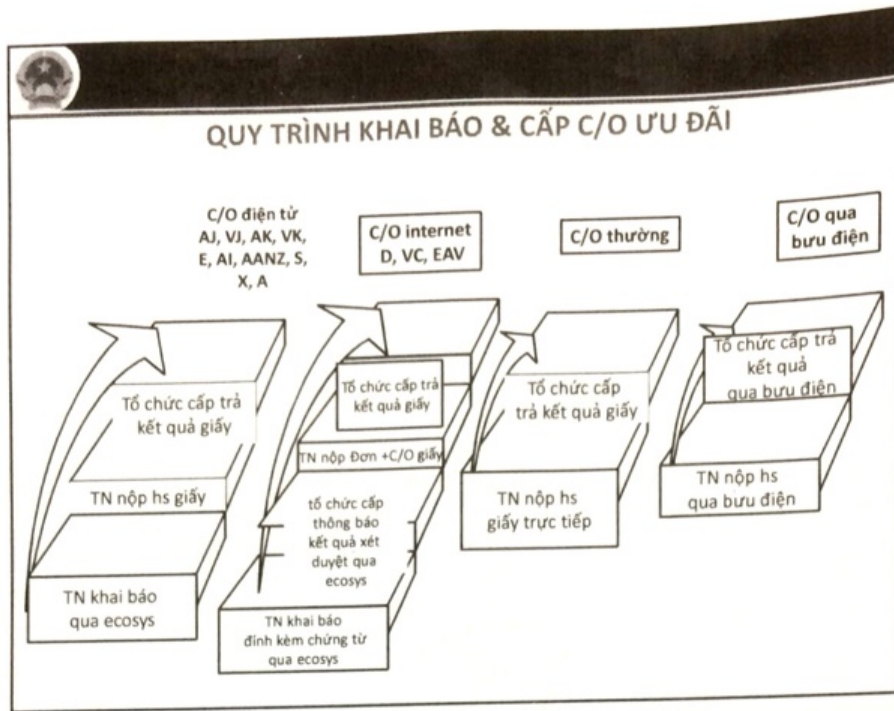 QUY TRÌNH KHAI BÁO & CẤP C/O ƯU ĐÃI
C/O điện tử
AJ, VJ, AK, VK,
E, AI, AANZ, S,
X, A
Tổ chức cấp trả
kết quả giấy
TN nộp hs giấy
TN khai báo
qua ecosys
C/O internet
D, VC, EAV
Tổ chức cấp trả
kết quả giấy
TN nộp Đơn +C/O giấy
tổ chức cấp
thông báo
kết quả xét
duyệt qua
ecosys
TN khai báo
đính kèm chứng từ
qua ecosys
C/O thường
Tổ chức cấp
trả kết quả giấy
TN nộp hs
giấy trực tiếp
C/O qua
bưu điện
Tổ chức cấp trả
kết quả
qua bưu điện
TN nộp hs
qua bưu điện